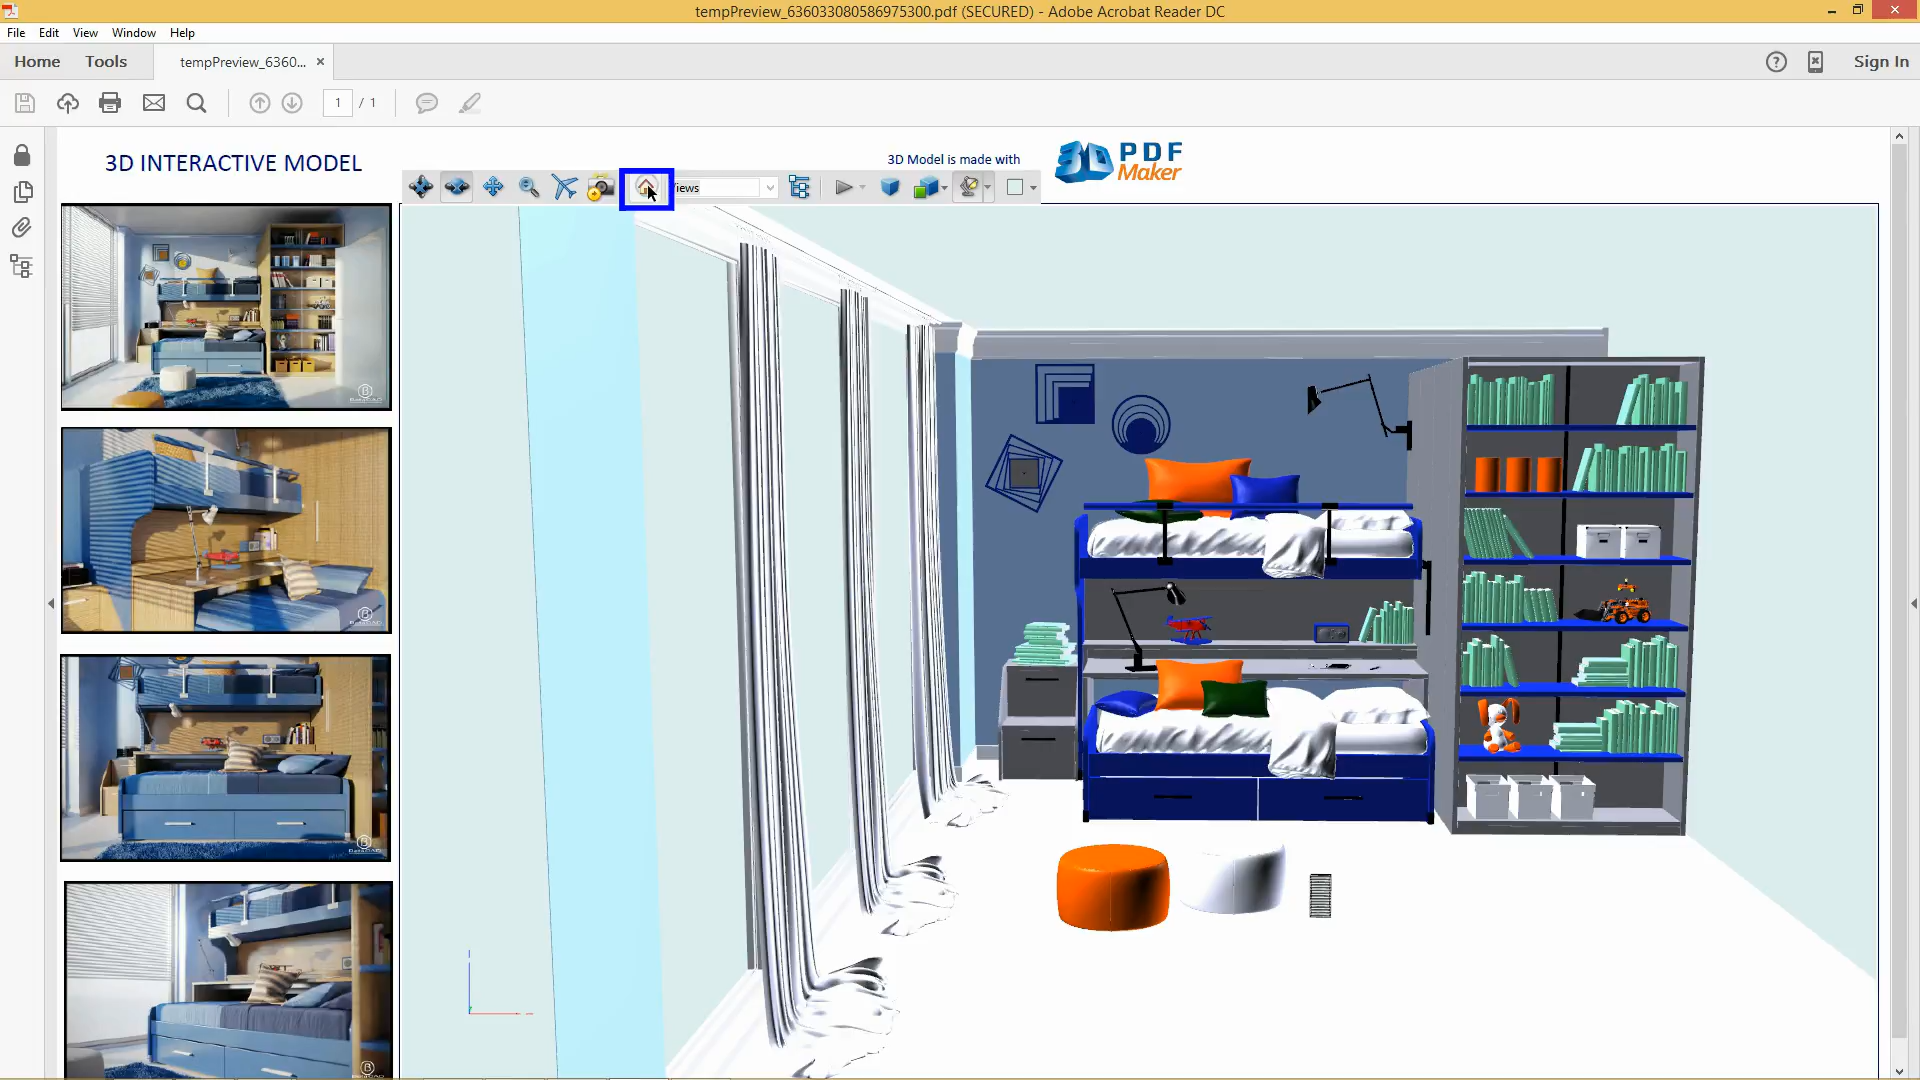 tempPreview_636033080586975300.pdf (SECURED) - Adobe Acrobat Reader DC
File Edit View Window Help
Home Tools tempPreview_6360... Sign In
1 / 1
3D INTERACTIVE MODEL
3D Model is made with
3D PDF Maker
iews